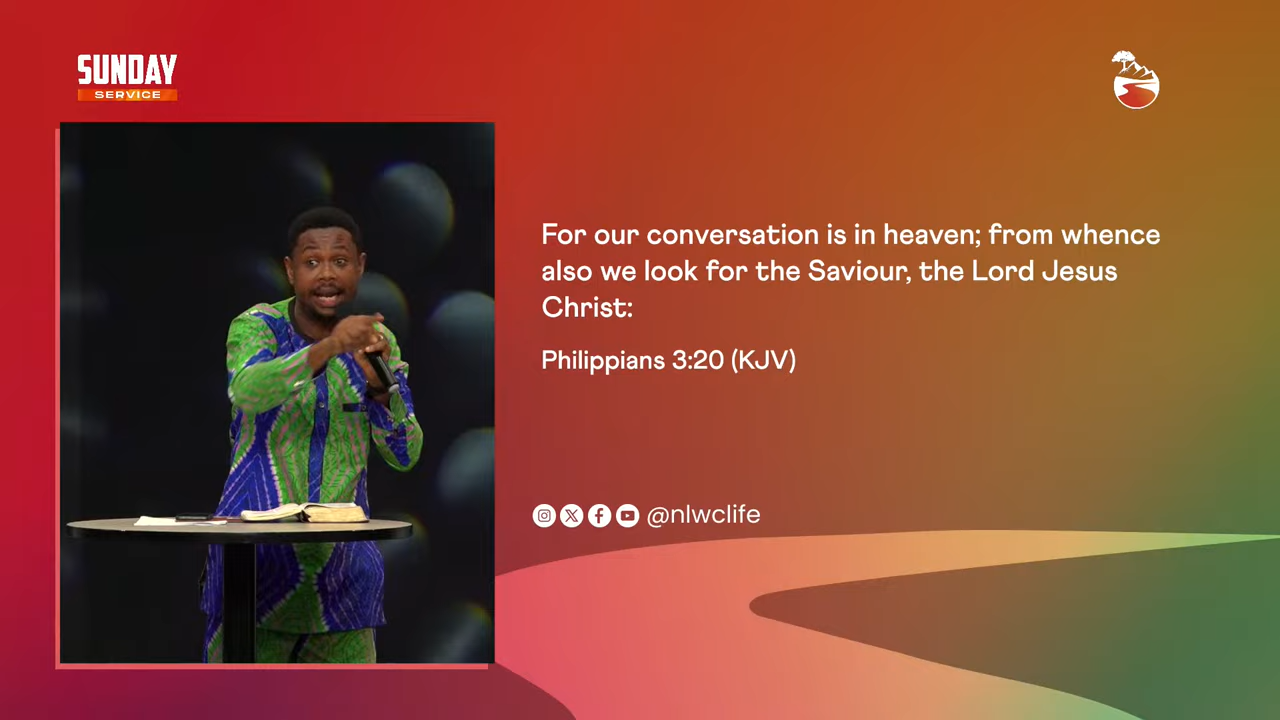 SUNDAY
SERVICE
For our conversation is in heaven; from whence
also we look for the Saviour, the Lord Jesus
Christ:
Philippians 3:20 (KJV)
@nlwclife